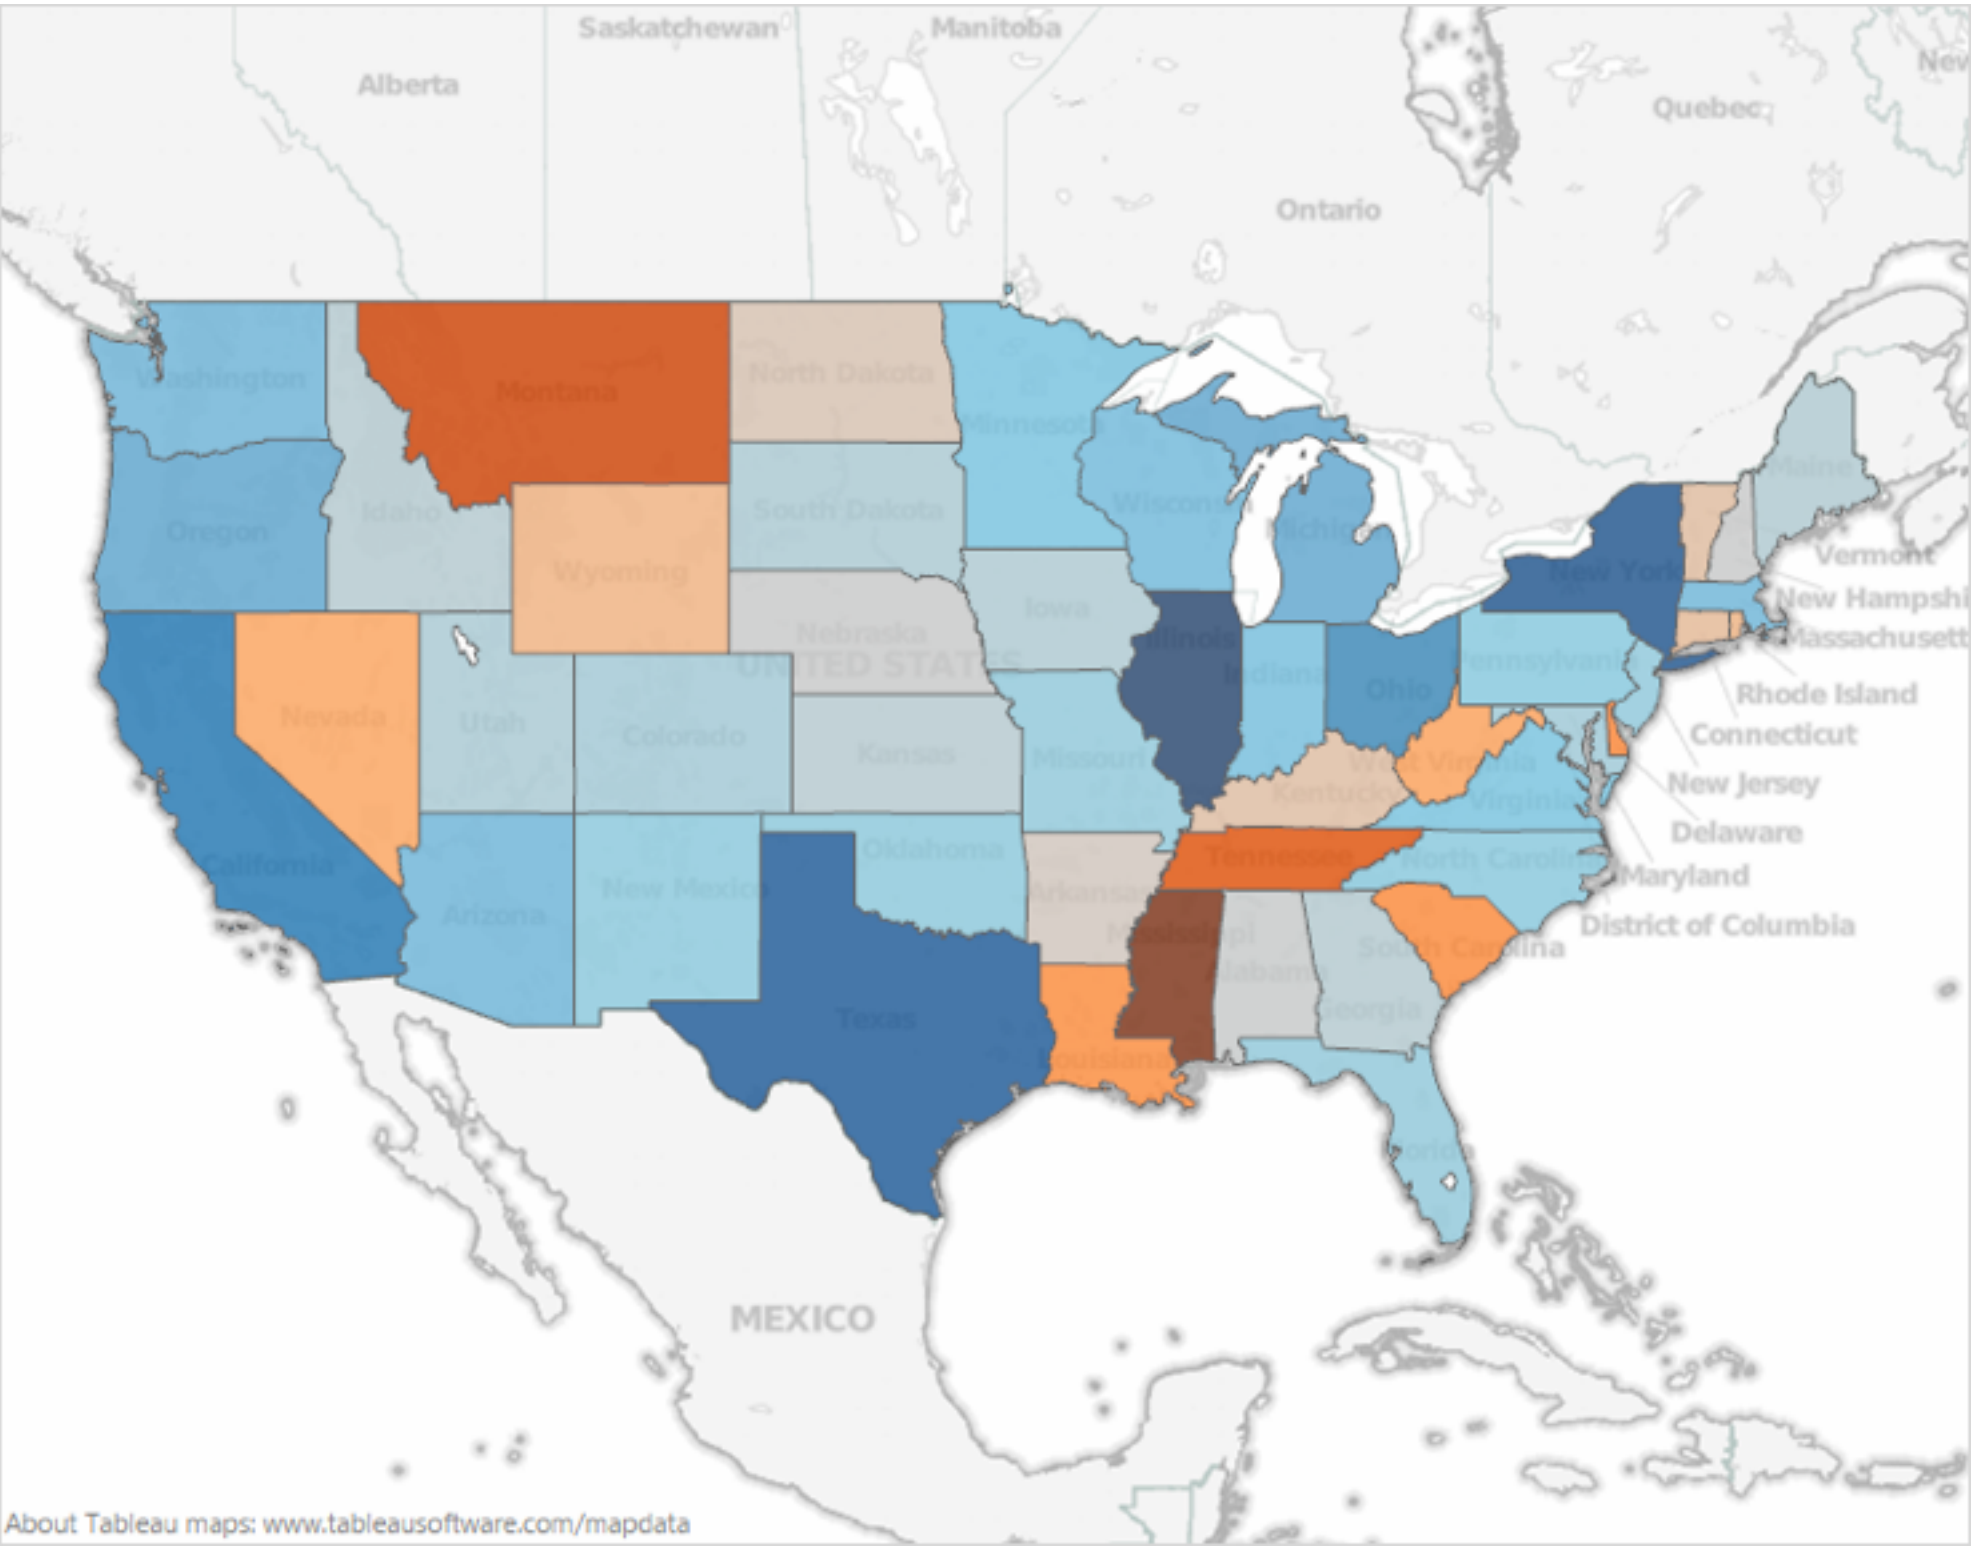 Saskatchewan
Manitoba
Alberta
Quebec
Ontario
Washington
Montana
North Dakota
Minnesota
Maine
Idaho
South Dakota
Wisconsin
Michigan
Oregon
Vermont
Wyoming
New York
New Hampshi
Iowa
Nebraska
Illinois
Massachusett
UNITED STATES
Indiana
Pennsylvania
Ohio
Rhode Island
Nevada
Utah
Colorado
Kansas
Connecticut
Missouri
West Virginia
New Jersey
Kentucky
Virginia
Delaware
California
Oklahoma
Tennessee
North Carolina
New Mexico
Arkansas
Maryland
Arizona
Mississippi
South Carolina
District of Columbia
Alabama
Georgia
Texas
Louisiana
Florida
MEXICO
About Tableau maps: www.tableausoftware.com/mapdata